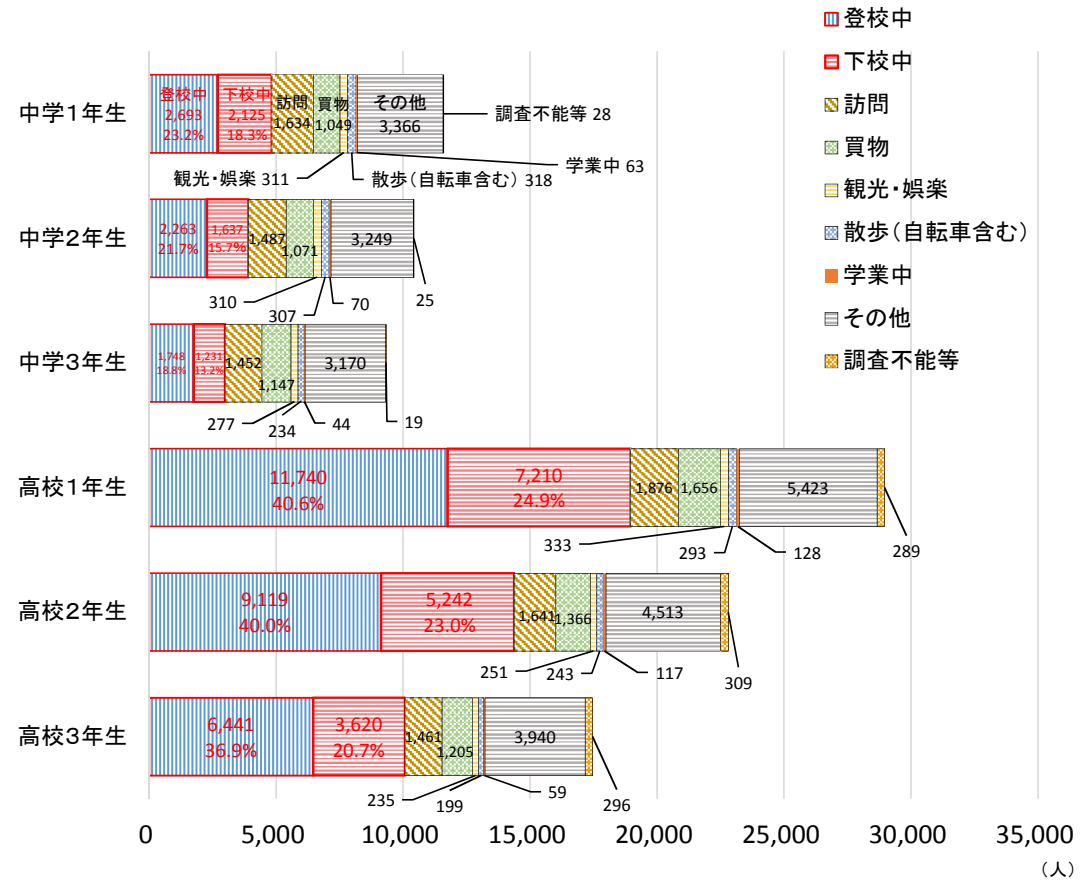 登校中
下校中
訪問
買物
観光・娯楽
散歩（自転車含む）
学業中
その他
調査不能等
中学1年生
登校中
2,693
23.2%
下校中
2,125
18.3%
訪問
1,634
買物
1,049
その他
3,366
調査不能等 28
学業中 63
観光・娯楽 311
散歩（自転車含む） 318
中学2年生
2,263
21.7%
1,637
15.7%
1,487
1,071
3,249
310
307
70
25
中学3年生
1,748
18.8%
1,231
13.2%
1,452
1,147
3,170
277
234
44
19
高校1年生
11,740
40.6%
7,210
24.9%
1,876
1,656
5,423
333
293
128
289
高校2年生
9,119
40.0%
5,242
23.0%
1,641
1,366
4,513
251
243
117
309
高校3年生
6,441
36.9%
3,620
20.7%
1,461
1,205
3,940
235
199
59
296
0 5,000 10,000 15,000 20,000 25,000 30,000 35,000
（人）